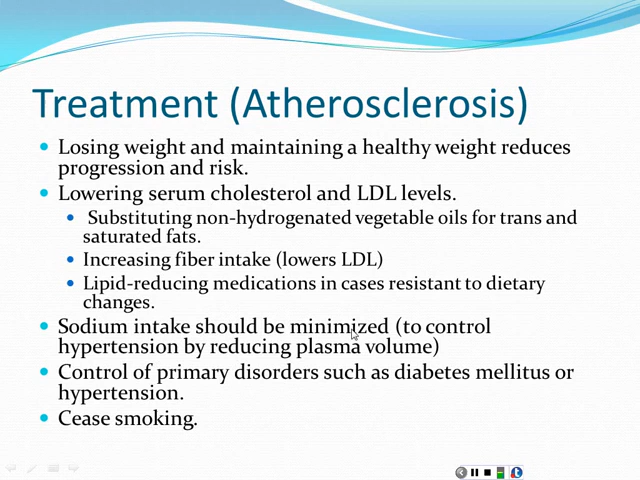 Treatment (Atherosclerosis)
Losing weight and maintaining a healthy weight reduces
progression and risk.
Lowering serum cholesterol and LDL levels.
Substituting non-hydrogenated vegetable oils for trans and
saturated fats.
Increasing fiber intake (lowers LDL)
Lipid-reducing medications in cases resistant to dietary
changes.
Sodium intake should be minimized (to control
hypertension by reducing plasma volume)
Control of primary disorders such as diabetes mellitus or
hypertension.
Cease smoking.